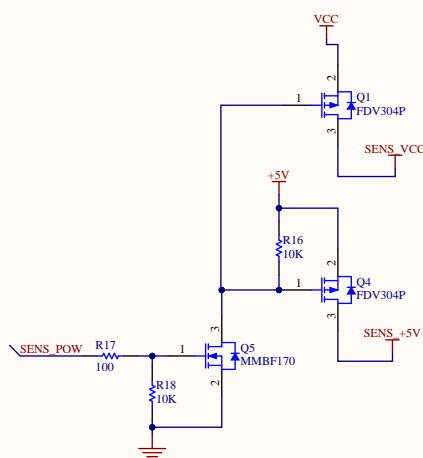 VCC
2
1
Q1
FDV304P
3
SENS_VCC
+5V
R16
10K
2
1
Q4
FDV304P
3
SENS_+5V
3
SENS_POW
R17
100
1
Q5
MMBF170
2
R18
10K